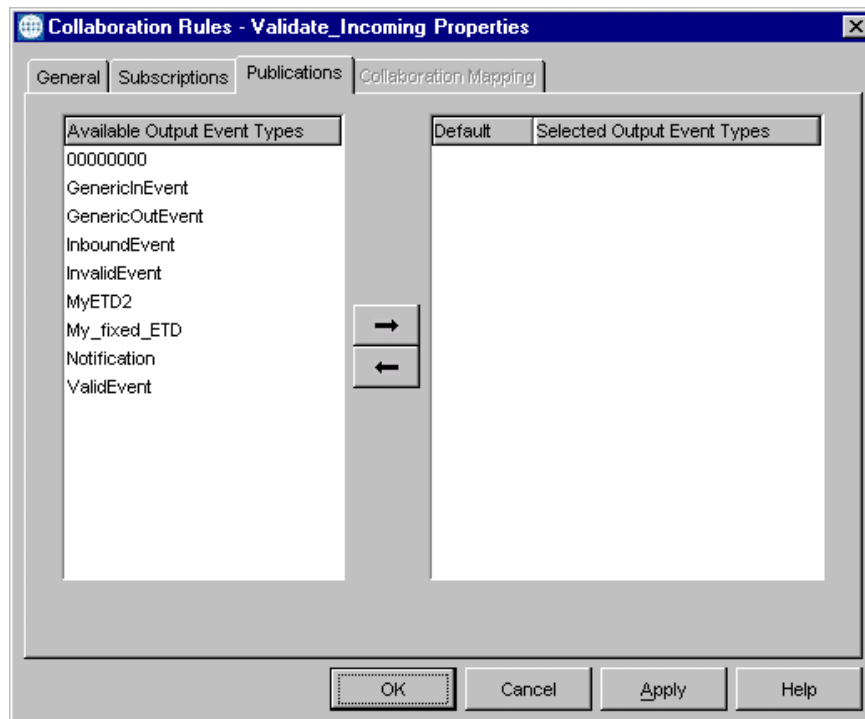 Collaboration Rules - Validate_Incoming Properties
General Subscriptions Publications Collaboration Mapping
Available Output Event Types
00000000
GenericInEvent
GenericOutEvent
InboundEvent
InvalidEvent
MyETD2
My_fixed_ETD
Notification
ValidEvent
Default Selected Output Event Types
OK Cancel Apply Help